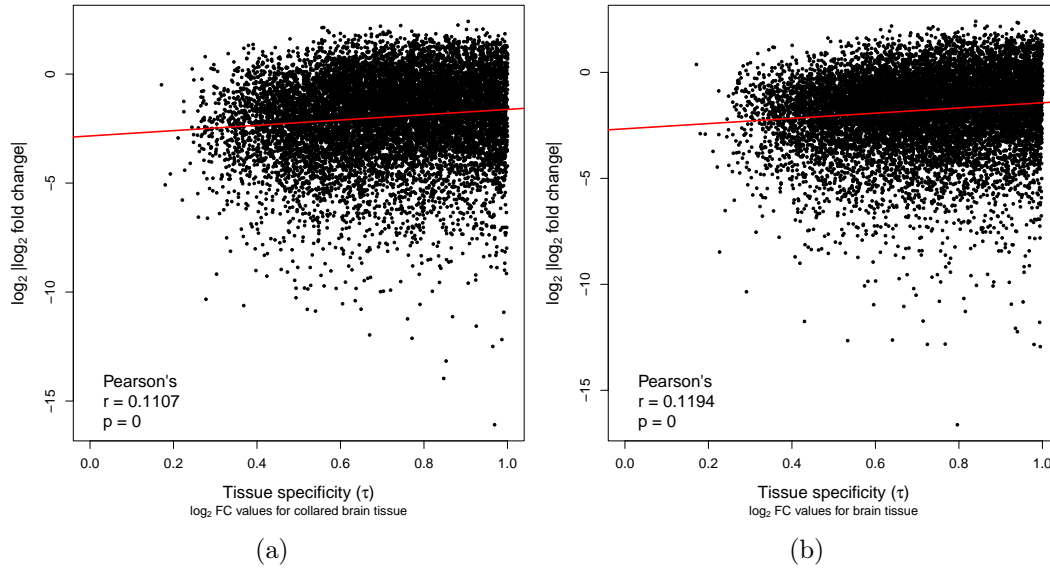 log₂ |log₂ fold change|
0
−5
−10
−15
Pearson's
r = 0.1107
p = 0
0.0 0.2 0.4 0.6 0.8 1.0
Tissue specificity (τ)
log₂ FC values for collared brain tissue
(a)
log₂ |log₂ fold change|
0
−5
−10
−15
Pearson's
r = 0.1194
p = 0
0.0 0.2 0.4 0.6 0.8 1.0
Tissue specificity (τ)
log₂ FC values for brain tissue
(b)